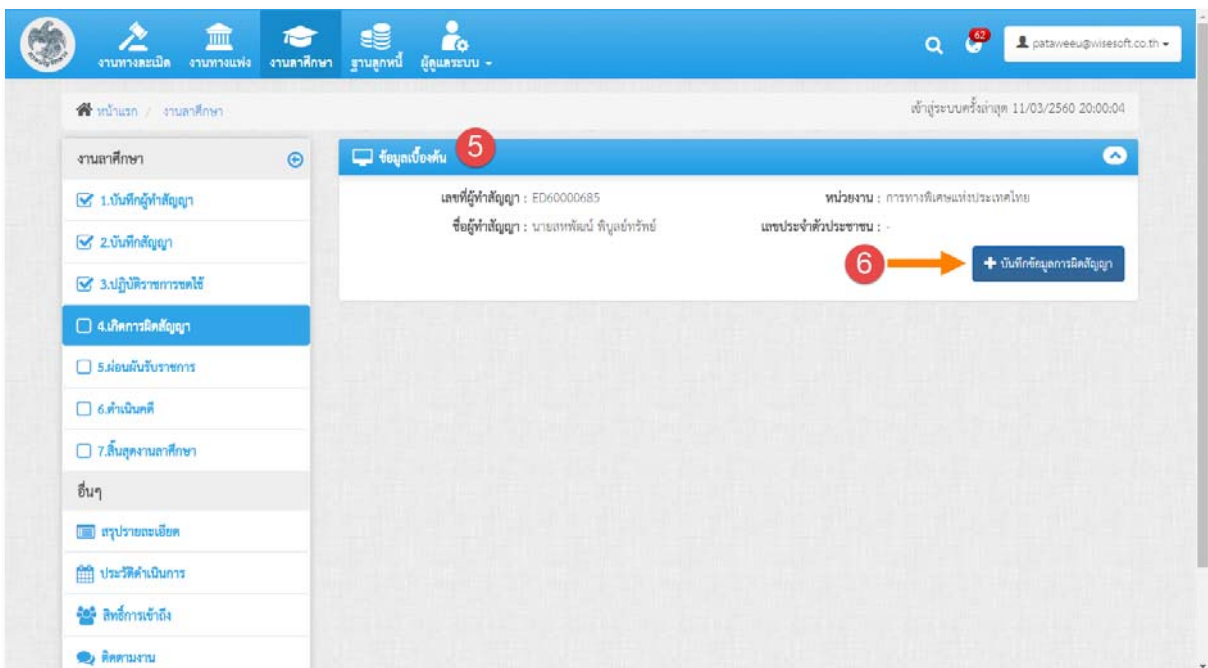 งานทางละเมิด งานทางแพ่ง งานลาศึกษา ฐานลูกหนี้ ผู้ดูแลระบบ 62 pataweeu@wisesoft.co.th
หน้าแรก / งานลาศึกษา เข้าสู่ระบบครั้งล่าสุด 11/03/2560 20:00:04
งานลาศึกษา
1.บันทึกผู้ทำสัญญา
2.บันทึกสัญญา
3.ปฏิบัติราชการชดใช้
4.เกิดการผิดสัญญา
5.ผ่อนผันรับราชการ
6.ดำเนินคดี
7.สิ้นสุดงานลาศึกษา
อื่นๆ
สรุปรายละเอียด
ประวัติดำเนินการ
สิทธิ์การเข้าถึง
ติดตามงาน
ข้อมูลเบื้องต้น 5
เลขที่ผู้ทำสัญญา : ED60000685 หน่วยงาน : การทางพิเศษแห่งประเทศไทย
ชื่อผู้ทำสัญญา : นายลหพัฒน์ พิบูลย์ทรัพย์ เลขประจำตัวประชาชน : -
6 บันทึกข้อมูลการผิดสัญญา